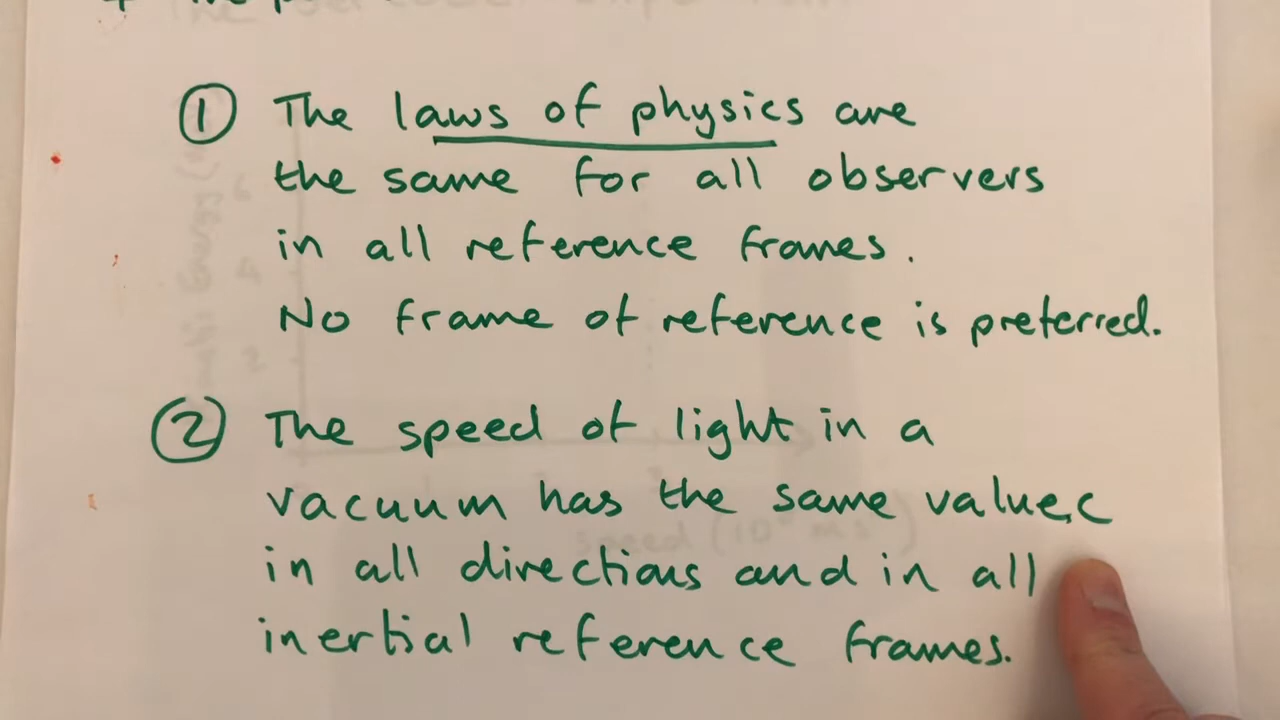 ① The laws of physics are
the same for all observers
in all reference frames.
No frame of reference is preferred.
② The speed of light in a
vacuum has the same value, c
in all directions and in all
inertial reference frames.